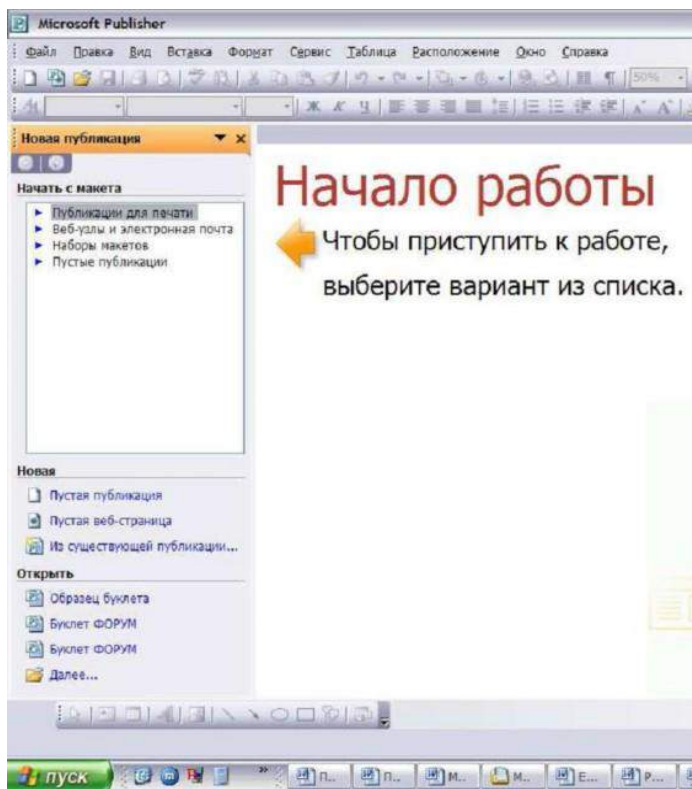 Microsoft Publisher
Файл Правка Вид Вставка Формат Сервис Таблица Расположение Окно Справка
50%
Ж К Ч
Новая публикация
Начать с макета
Публикации для печати
Веб-узлы и электронная почта
Наборы макетов
Пустые публикации
Начало работы
Чтобы приступить к работе,
выберите вариант из списка.
Новая
Пустая публикация
Пустая веб-страница
Из существующей публикации...
Открыть
Образец буклета
Буклет ФОРУМ
Буклет ФОРУМ
Далее...
пуск
П... П... М... М... Е... Р...